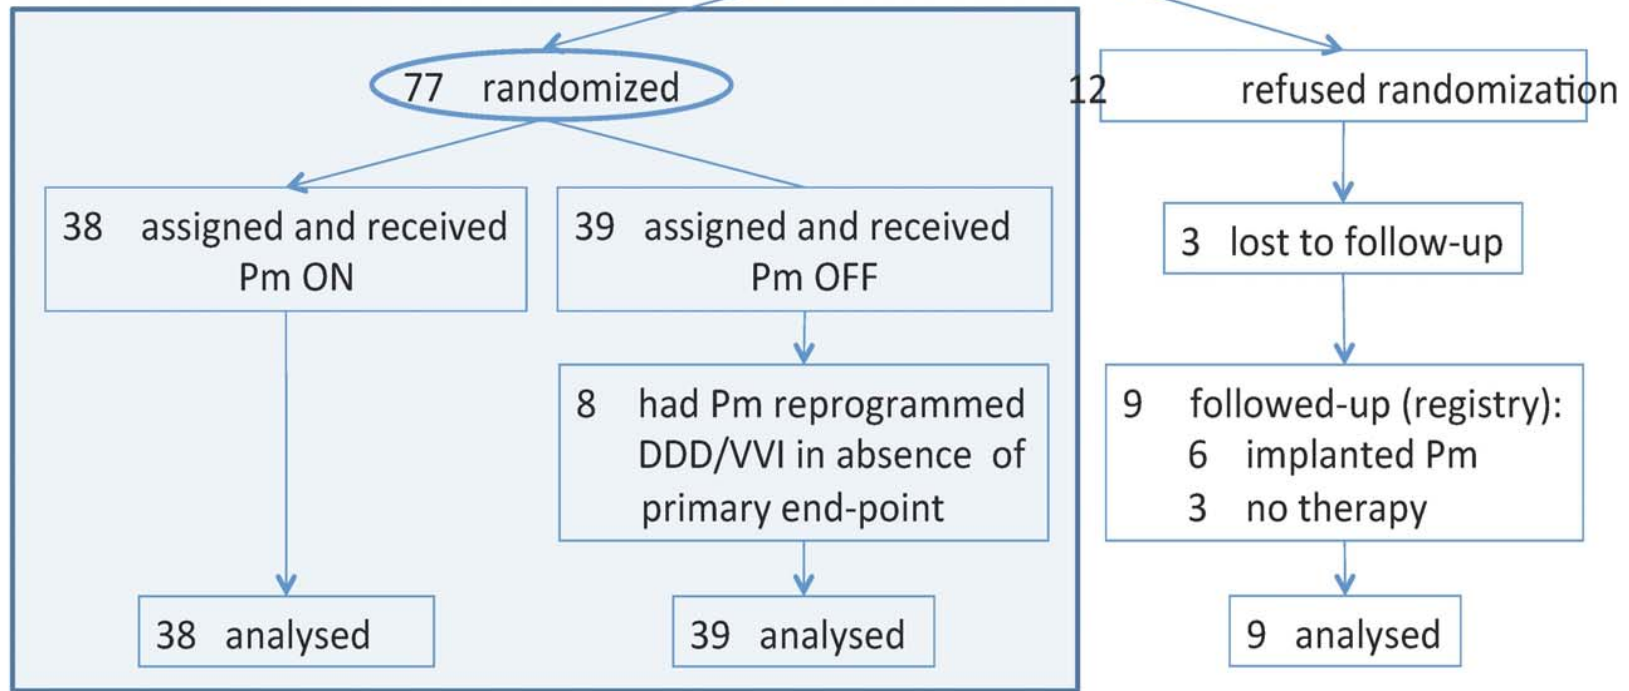 77 randomized
12 refused randomization
38 assigned and received
Pm ON
39 assigned and received
Pm OFF
3 lost to follow-up
8 had Pm reprogrammed
DDD/VVI in absence of
primary end-point
9 followed-up (registry):
6 implanted Pm
3 no therapy
38 analysed
39 analysed
9 analysed